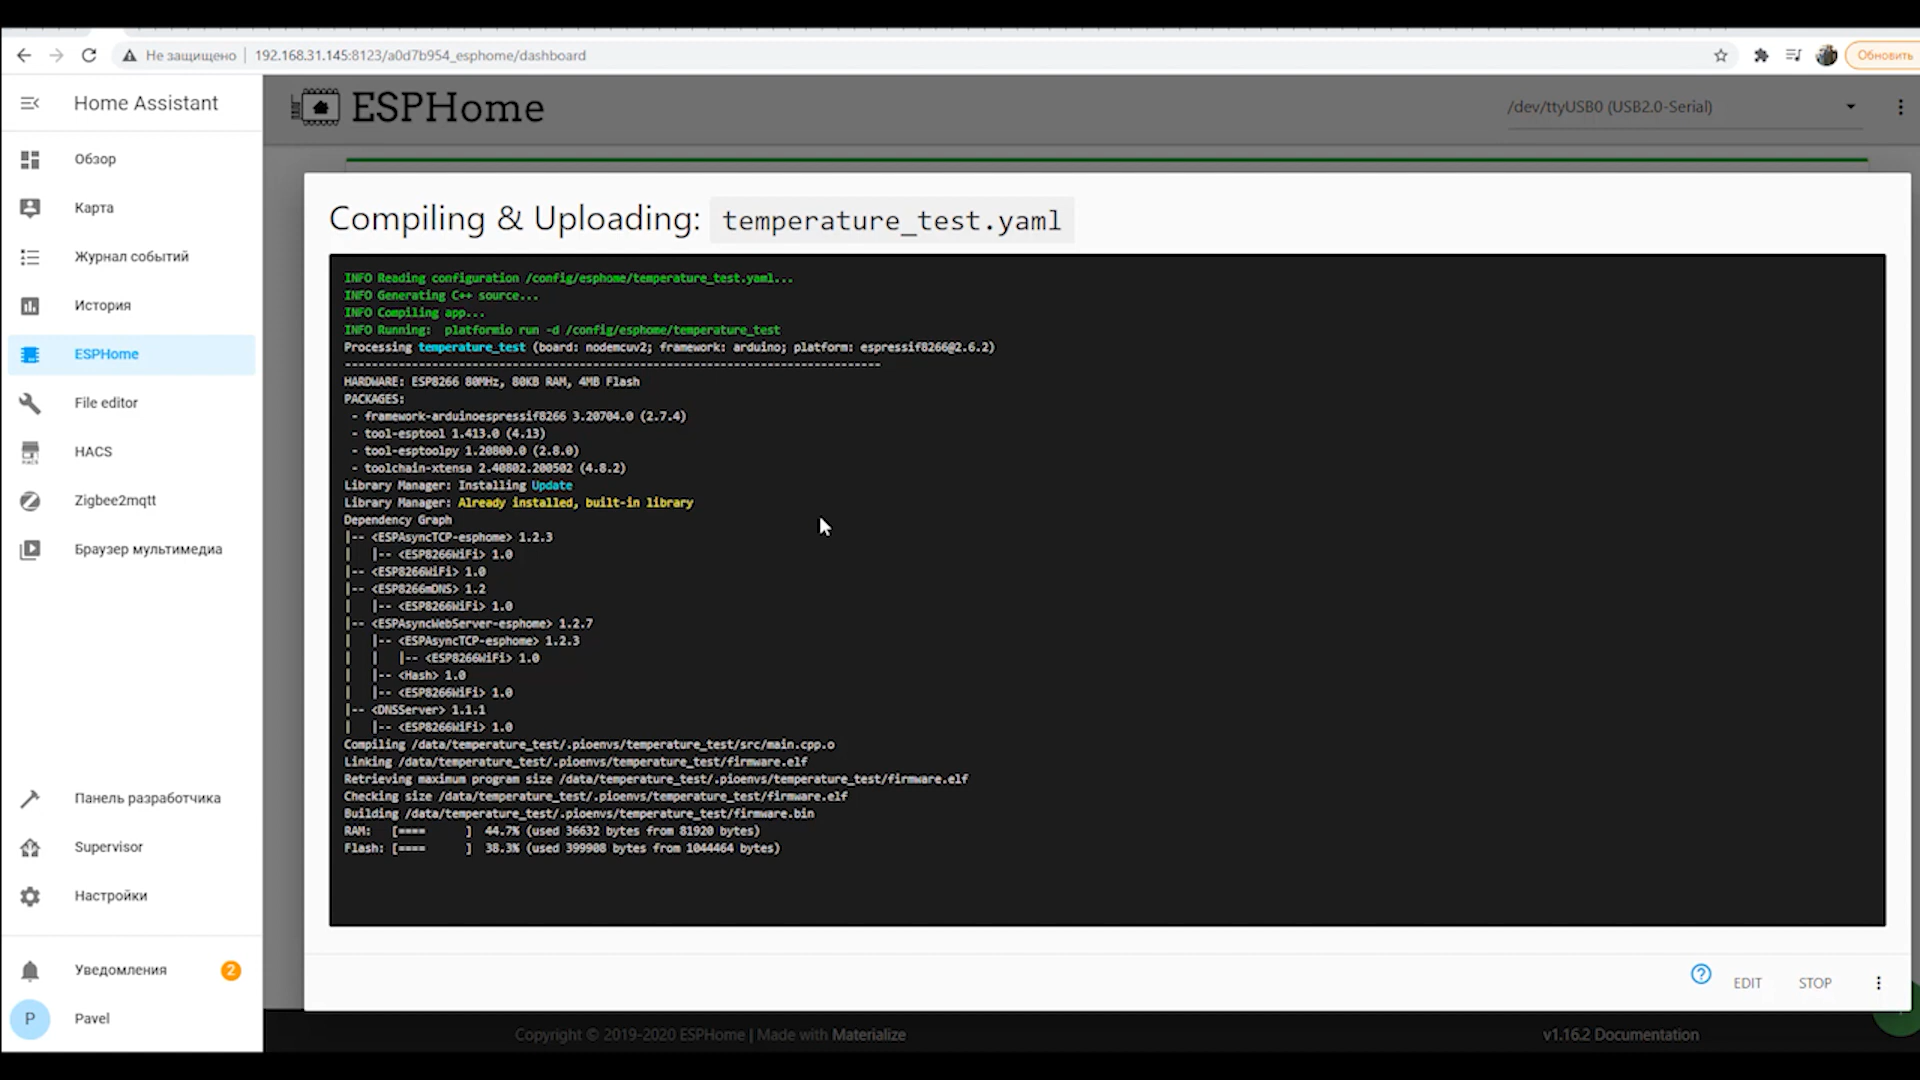 Не защищено
192.168.31.145:8123/a0d7b954_esphome/dashboard
Обновить
Home Assistant
Обзор
Карта
Журнал событий
История
ESPHome
File editor
HACS
Zigbee2mqtt
Браузер мультимедиа
Панель разработчика
Supervisor
Настройки
Уведомления
2
P
Pavel
ESPHome
/dev/ttyUSB0 (USB2.0-Serial)
Compiling & Uploading: temperature_test.yaml
INFO Reading configuration /config/esphome/temperature_test.yaml...
INFO Generating C++ source...
INFO Compiling app...
INFO Running:  platformio run -d /config/esphome/temperature_test
Processing temperature_test (board: nodemcuv2; framework: arduino; platform: espressif8266@2.6.2)
--------------------------------------------------------------------------------
HARDWARE: ESP8266 80MHz, 80KB RAM, 4MB Flash
PACKAGES:
 - framework-arduinoespressif8266 3.20704.0 (2.7.4)
 - tool-esptool 1.413.0 (4.13)
 - tool-esptoolpy 1.20800.0 (2.8.0)
 - toolchain-xtensa 2.40802.200502 (4.8.2)
Library Manager: Installing Update
Library Manager: Already installed, built-in library
Dependency Graph
|-- <ESPAsyncTCP-esphome> 1.2.3
|   |-- <ESP8266WiFi> 1.0
|-- <ESP8266WiFi> 1.0
|-- <ESP8266mDNS> 1.2
|   |-- <ESP8266WiFi> 1.0
|-- <ESPAsyncWebServer-esphome> 1.2.7
|   |-- <ESPAsyncTCP-esphome> 1.2.3
|   |   |-- <ESP8266WiFi> 1.0
|   |-- <Hash> 1.0
|   |-- <ESP8266WiFi> 1.0
|-- <DNSServer> 1.1.1
|   |-- <ESP8266WiFi> 1.0
Compiling /data/temperature_test/.pioenvs/temperature_test/src/main.cpp.o
Linking /data/temperature_test/.pioenvs/temperature_test/firmware.elf
Retrieving maximum program size /data/temperature_test/.pioenvs/temperature_test/firmware.elf
Checking size /data/temperature_test/.pioenvs/temperature_test/firmware.elf
Building /data/temperature_test/.pioenvs/temperature_test/firmware.bin
RAM:   [====      ]  44.7% (used 36632 bytes from 81920 bytes)
Flash: [====      ]  38.3% (used 399908 bytes from 1044464 bytes)
EDIT
STOP
Copyright © 2019-2020 ESPHome | Made with Materialize
v1.16.2 Documentation